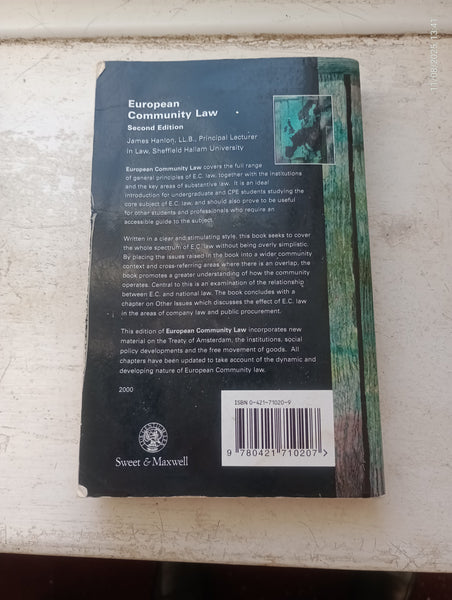 European
Community Law
Second Edition
James Hanlon, LL.B., Principal Lecturer
in Law, Sheffield Hallam University
European Community Law covers the full range
of general principles of E.C. law, together with the institutions
and the key areas of substantive law. It is an ideal
introduction for undergraduate and CPE students studying the
core subject of E.C. law, and should also prove to be useful
for other students and professionals who require an
accessible guide to the subject.
Written in a clear and stimulating style, this book seeks to cover
the whole spectrum of E.C. law without being overly simplistic.
By placing the issues raised in the book into a wider community
context and cross-referring areas where there is an overlap, the
book promotes a greater understanding of how the community
operates. Central to this is an examination of the relationship
between E.C. and national law. The book concludes with a
chapter on Other Issues which discusses the effect of E.C. law
in the areas of company law and public procurement.
This edition of European Community Law incorporates new
material on the Treaty of Amsterdam, the institutions, social
policy developments and the free movement of goods. All
chapters have been updated to take account of the dynamic and
developing nature of European Community law.
2000
ISBN 0-421-71020-9
9 780421 710207 >
Sweet & Maxwell
11/08/2025 13:41